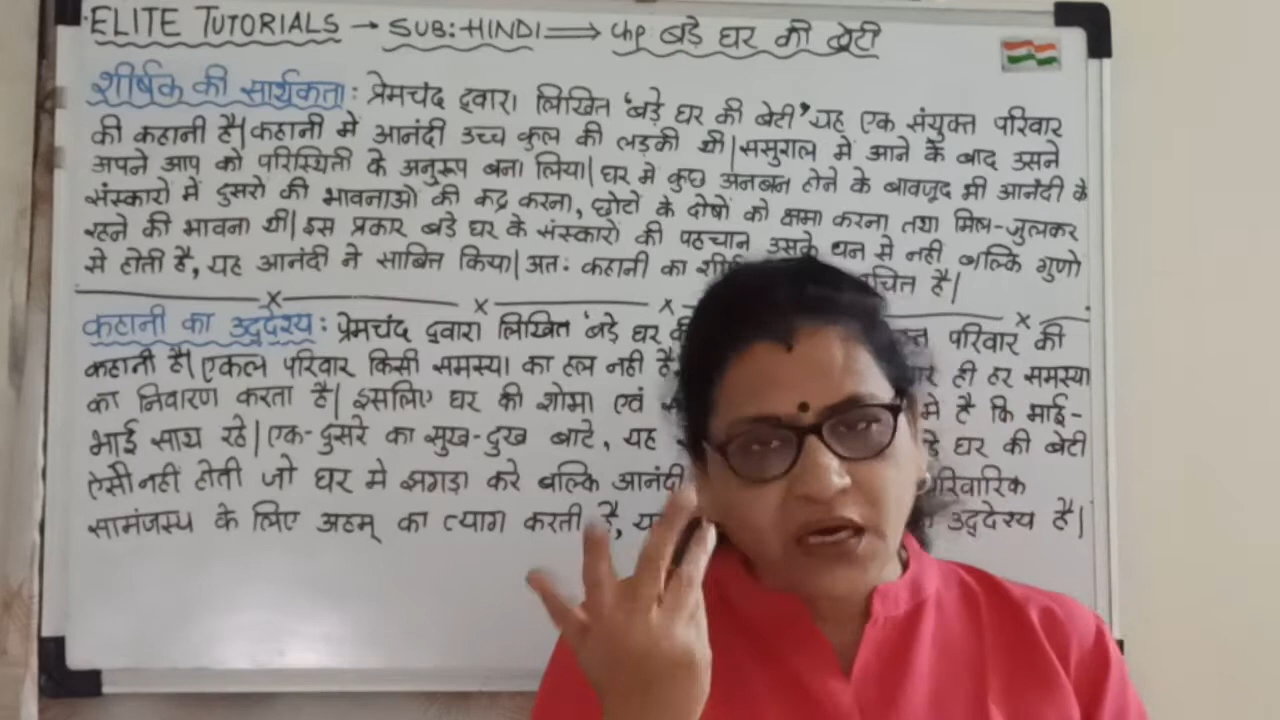 ELITE TUTORIALS → SUB:-HINDI ⟹ Chp बड़े घर की बेटी
शीर्षक की सार्थकता: प्रेमचंद द्वारा लिखित 'बड़े घर की बेटी' यह एक संयुक्त परिवार
की कहानी है। कहानी में आनंदी उच्च कुल की लड़की थी। ससुराल में आने के बाद उसने
अपने आप को परिस्थिती के अनुरूप बना लिया। घर में कुछ अनबन होने के बावजूद भी आनंदी के
संस्कारो में दुसरो की भावनाओ की कद्र करना, छोटों के दोषों को क्षमा करना तथा मिल-जुलकर
रहने की भावना थी। इस प्रकार बड़े घर के संस्कारों की पहचान उसके धन से नही बल्कि गुणो
से होती है, यह आनंदी ने साबित किया। अतः कहानी का उचित है।
कहानी का उद्देश्य: प्रेमचंद द्वारा लिखित 'बड़े घर परिवार की
कहानी है। एकल परिवार किसी समस्या का हल नही है ही हर समस्या
का निवारण करता है। इसलिए घर की शोभा एवं मे है कि भाई-
भाई साथ रहे। एक-दुसरे का सुख-दुख बाटे, यह घर की बेटी
ऐसी नही होती जो घर मे झगड़ा करे बल्कि आनंदी
सामंजस्य के लिए अहम् का त्याग करती है, उद्देश्य है।